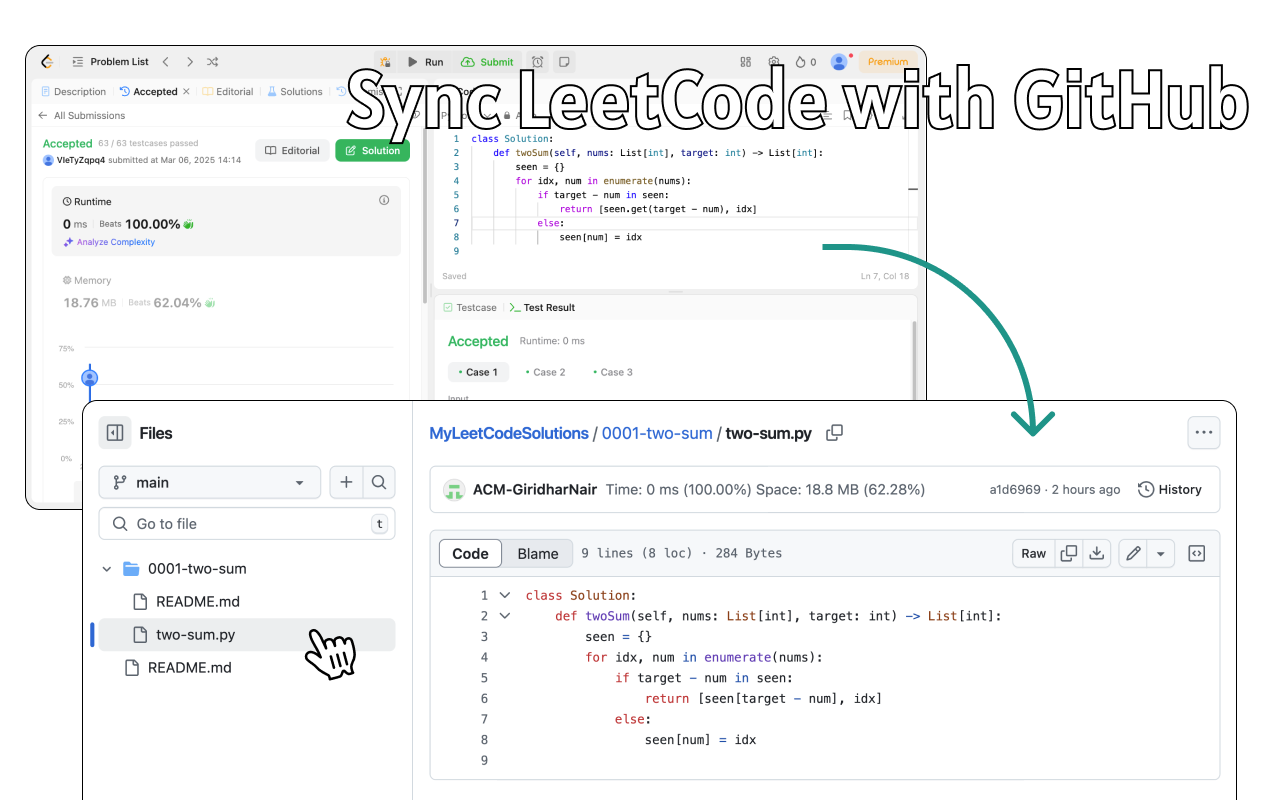 Problem List
Run
Submit
0
Premium
Sync LeetCode with GitHub
Description
Accepted
Editorial
Solutions
All Submissions
Accepted 63 / 63 testcases passed
VIeTyZqpq4 submitted at Mar 06, 2025 14:14
Editorial
Solution
Runtime
0 ms
Beats 100.00%
Analyze Complexity
Memory
18.76 MB
Beats 62.04%
75%
50%
25%
0%
1 class Solution:
2 def twoSum(self, nums: List[int], target: int) -> List[int]:
3 seen = {}
4 for idx, num in enumerate(nums):
5 if target - num in seen:
6 return [seen.get(target - num), idx]
7 else:
8 seen[num] = idx
9
Saved
Ln 7, Col 18
Testcase
Test Result
Accepted Runtime: 0 ms
• Case 1
• Case 2
• Case 3
Input
Files
main
Go to file
t
0001-two-sum
README.md
two-sum.py
README.md
MyLeetCodeSolutions / 0001-two-sum / two-sum.py
ACM-GiridharNair Time: 0 ms (100.00%) Space: 18.8 MB (62.28%)
a1d6969 · 2 hours ago
History
Code
Blame
9 lines (8 loc) · 284 Bytes
Raw
1 class Solution:
2 def twoSum(self, nums: List[int], target: int) -> List[int]:
3 seen = {}
4 for idx, num in enumerate(nums):
5 if target - num in seen:
6 return [seen[target - num], idx]
7 else:
8 seen[num] = idx
9